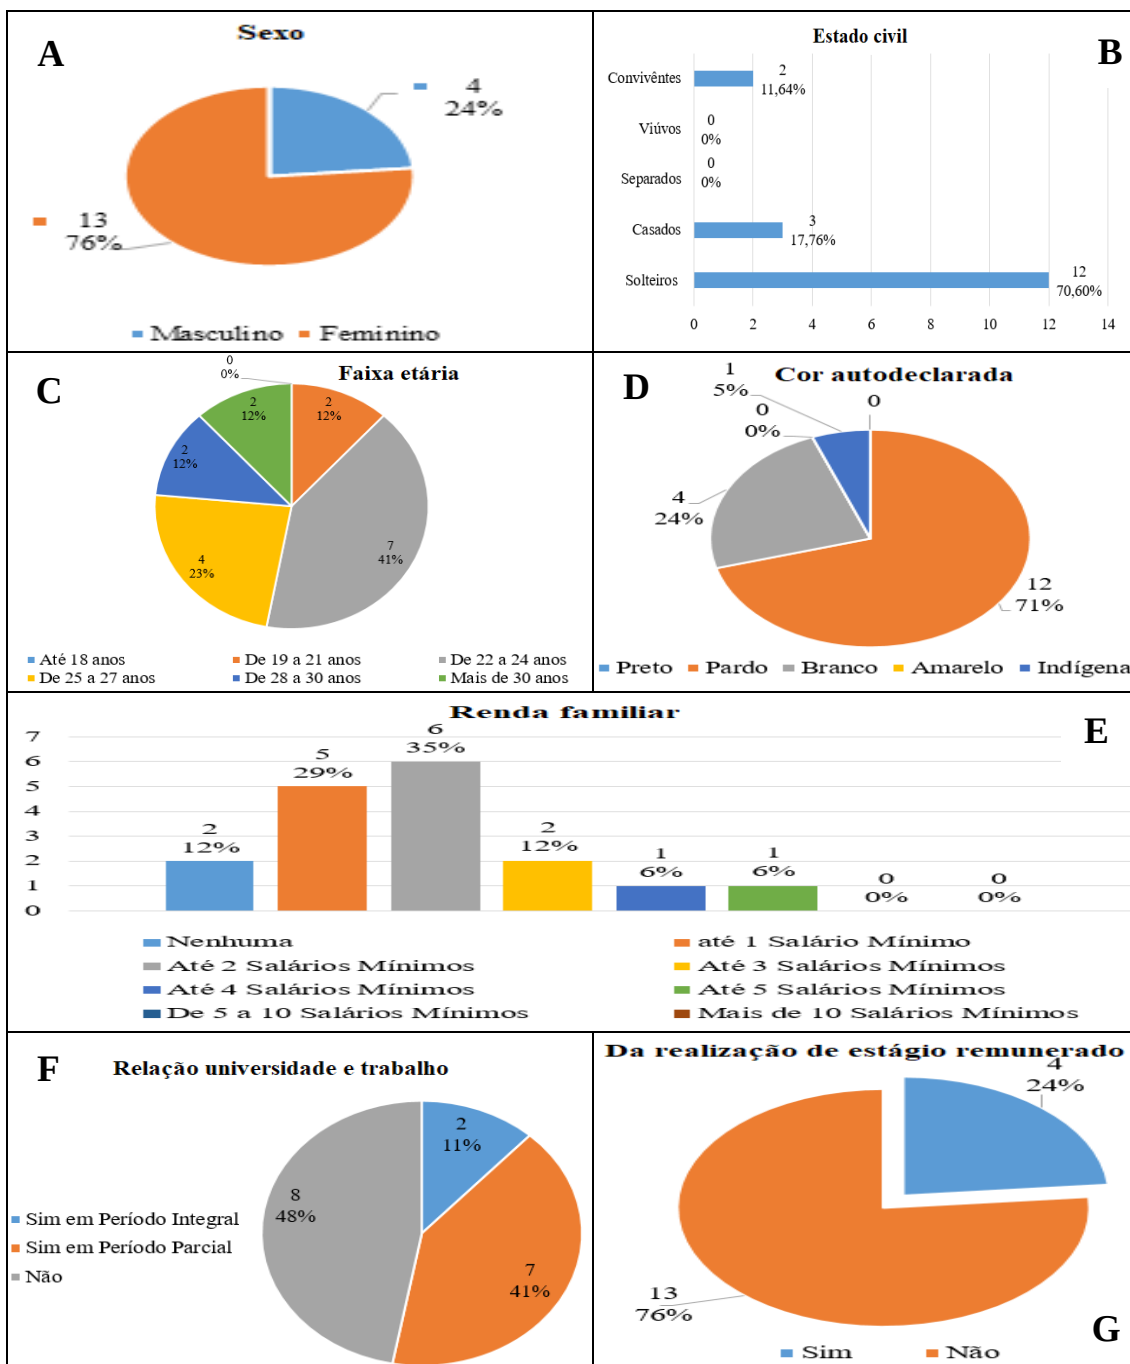 Sexo
A
4
24%
13
76%
Masculino Feminino
Estado civil
B
Convivêntes
2
11,64%
Viúvos
0
0%
Separados
0
0%
Casados
3
17,76%
Solteiros
12
70,60%
0 2 4 6 8 10 12 14
C
Faixa etária
0
0%
2
12%
2
12%
2
12%
7
41%
4
23%
Até 18 anos De 19 a 21 anos De 22 a 24 anos
De 25 a 27 anos De 28 a 30 anos Mais de 30 anos
D
Cor autodeclarada
1
5%
0
0%
0
4
24%
12
71%
Preto Pardo Branco Amarelo Indígena
Renda familiar
E
7
6
5
4
3
2
1
0
2
12%
5
29%
6
35%
2
12%
1
6%
1
6%
0
0%
0
0%
Nenhuma até 1 Salário Mínimo
Até 2 Salários Mínimos Até 3 Salários Mínimos
Até 4 Salários Mínimos Até 5 Salários Mínimos
De 5 a 10 Salários Mínimos Mais de 10 Salários Mínimos
F
Relação universidade e trabalho
2
11%
8
48%
7
41%
Sim em Período Integral
Sim em Período Parcial
Não
Da realização de estágio remunerado
4
24%
13
76%
G
Sim Não